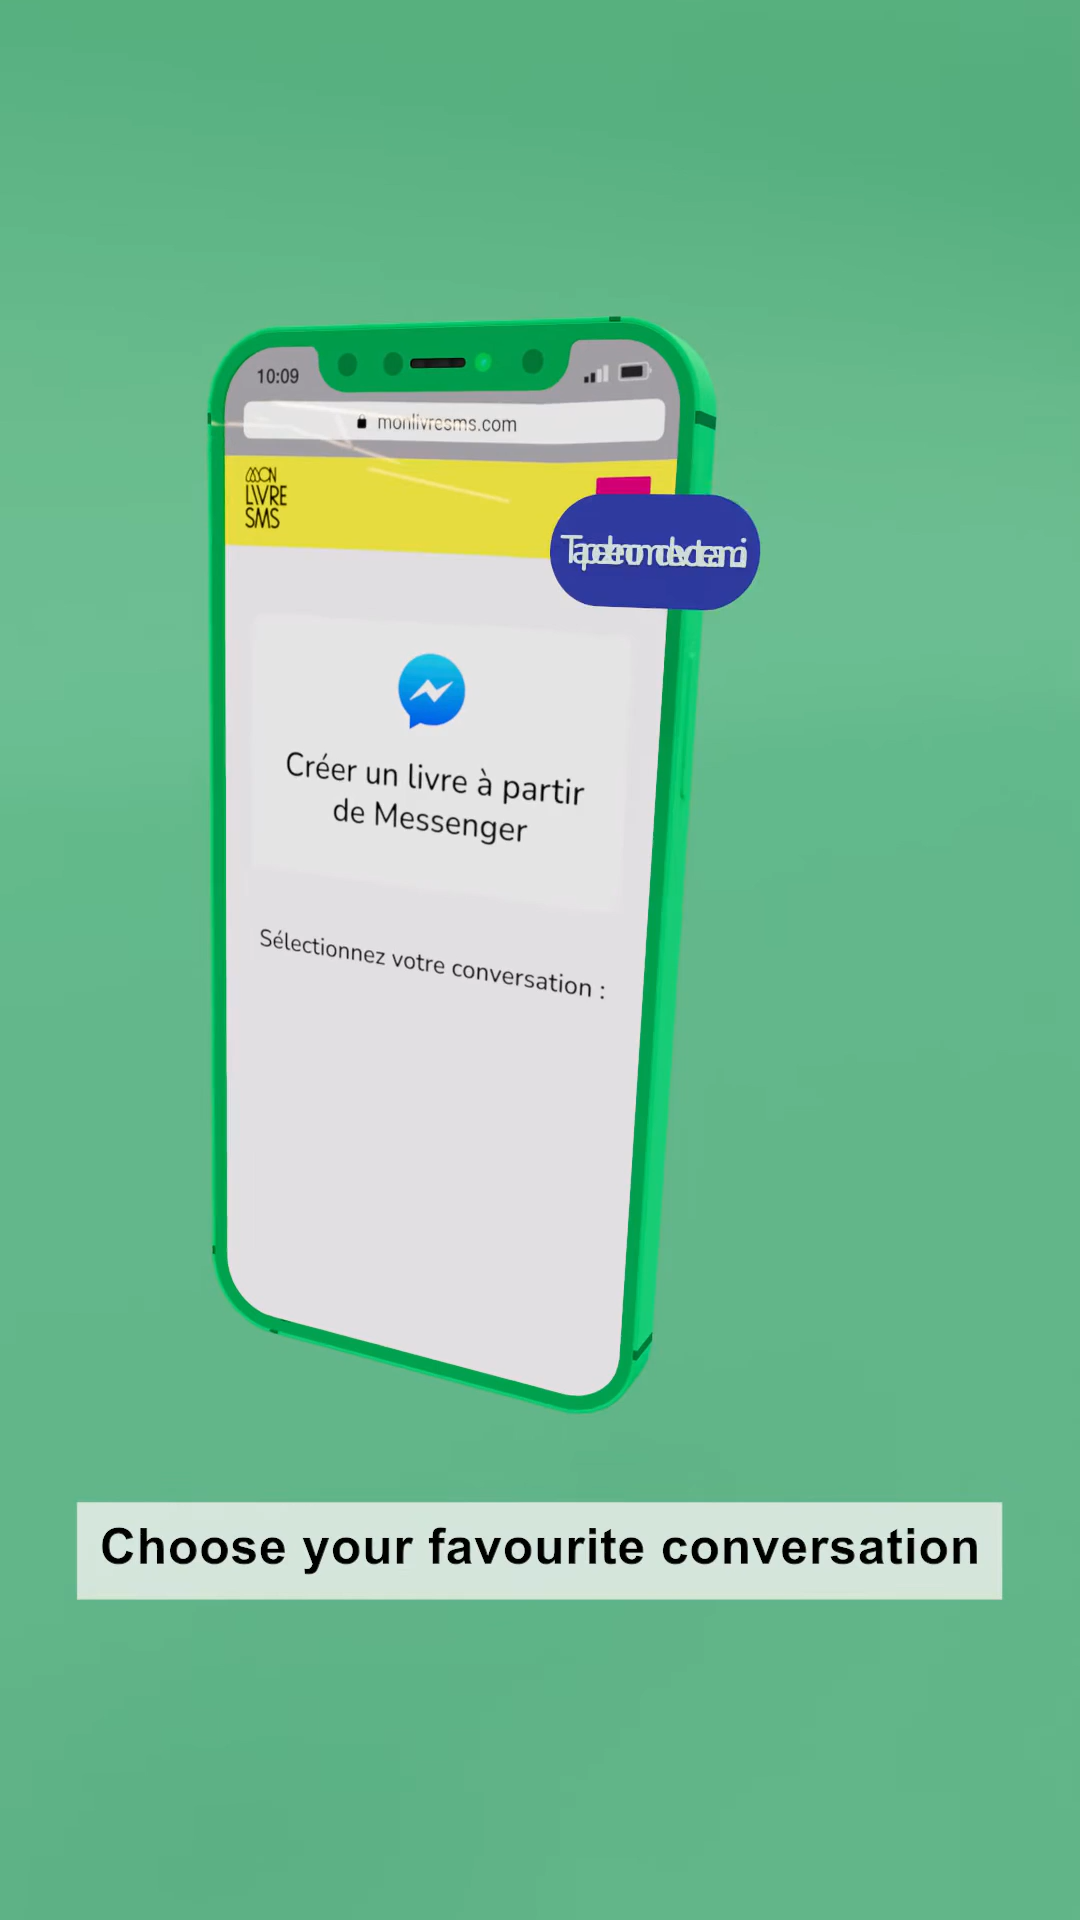 10:09
monlivresms.com
MON
LIVRE
SMS
Créer un livre à partir
de Messenger
Sélectionnez votre conversation :
Choose your favourite conversation